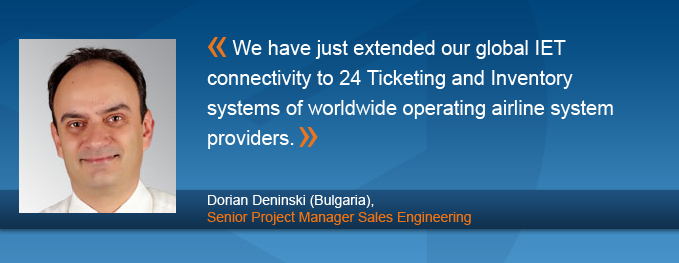 « We have just extended our global IET
connectivity to 24 Ticketing and Inventory
systems of worldwide operating airline system
providers. »
Dorian Deninski (Bulgaria),
Senior Project Manager Sales Engineering